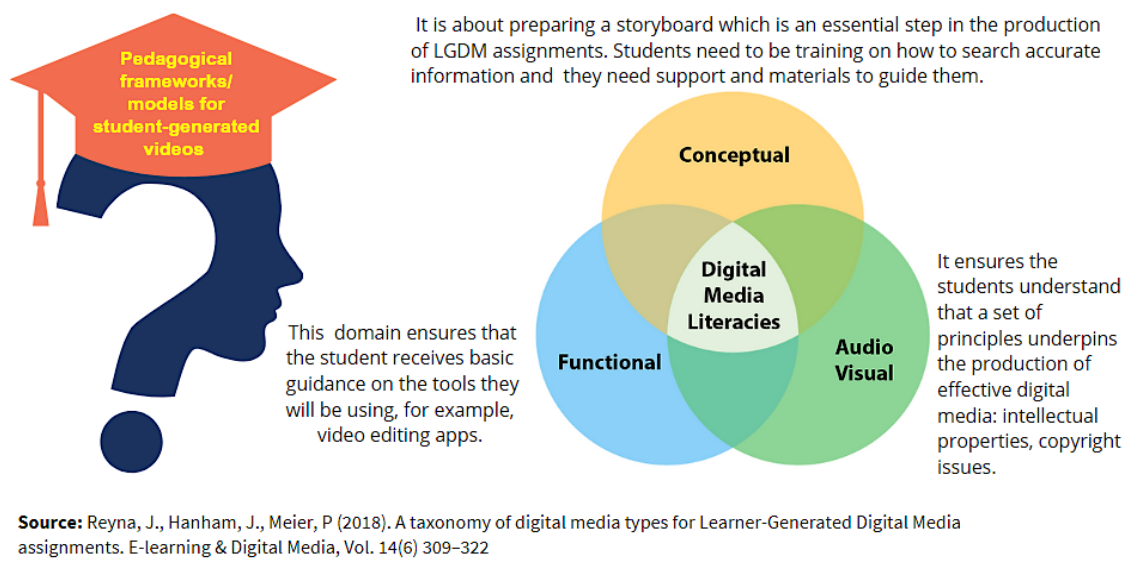 Pedagogical
frameworks/
models for
student-generated
videos
It is about preparing a storyboard which is an essential step in the production
of LGDM assignments. Students need to be training on how to search accurate
information and they need support and materials to guide them.
Conceptual
Digital
Media
Literacies
Functional
Audio
Visual
This domain ensures that
the student receives basic
guidance on the tools they
will be using, for example,
video editing apps.
It ensures the
students understand
that a set of
principles underpins
the production of
effective digital
media: intellectual
properties, copyright
issues.
Source: Reyna, J., Hanham, J., Meier, P (2018). A taxonomy of digital media types for Learner-Generated Digital Media
assignments. E-learning & Digital Media, Vol. 14(6) 309–322